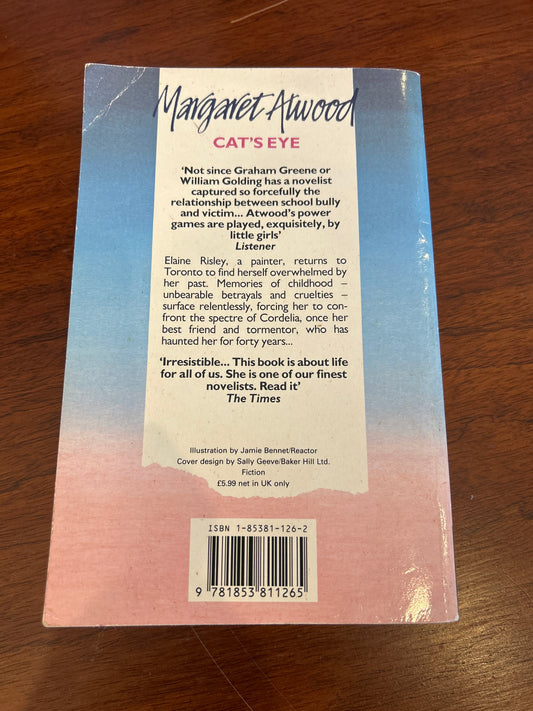 Margaret Atwood
CAT'S EYE
'Not since Graham Greene or
William Golding has a novelist
captured so forcefully the
relationship between school bully
and victim... Atwood's power
games are played, exquisitely, by
little girls'
Listener
Elaine Risley, a painter, returns to
Toronto to find herself overwhelmed by
her past. Memories of childhood –
unbearable betrayals and cruelties –
surface relentlessly, forcing her to con-
front the spectre of Cordelia, once her
best friend and tormentor, who has
haunted her for forty years...
'Irresistible... This book is about life
for all of us. She is one of our finest
novelists. Read it'
The Times
Illustration by Jamie Bennet/Reactor
Cover design by Sally Geeve/Baker Hill Ltd.
Fiction
£5.99 net in UK only
ISBN 1-85381-126-2
9 781853 811265